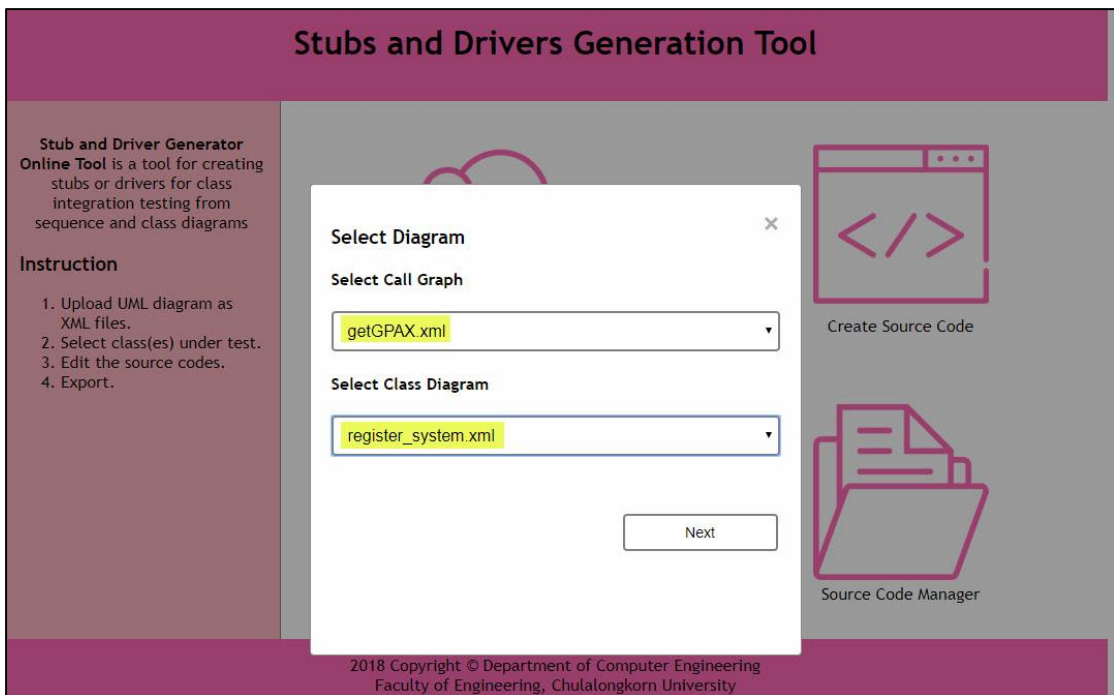 Stubs and Drivers Generation Tool
Stub and Driver Generator
Online Tool is a tool for creating
stubs or drivers for class
integration testing from
sequence and class diagrams
Instruction
1. Upload UML diagram as
XML files.
2. Select class(es) under test.
3. Edit the source codes.
4. Export.
Select Diagram
×
Select Call Graph
getGPAX.xml
Select Class Diagram
register_system.xml
Next
Create Source Code
Source Code Manager
2018 Copyright © Department of Computer Engineering
Faculty of Engineering, Chulalongkorn University